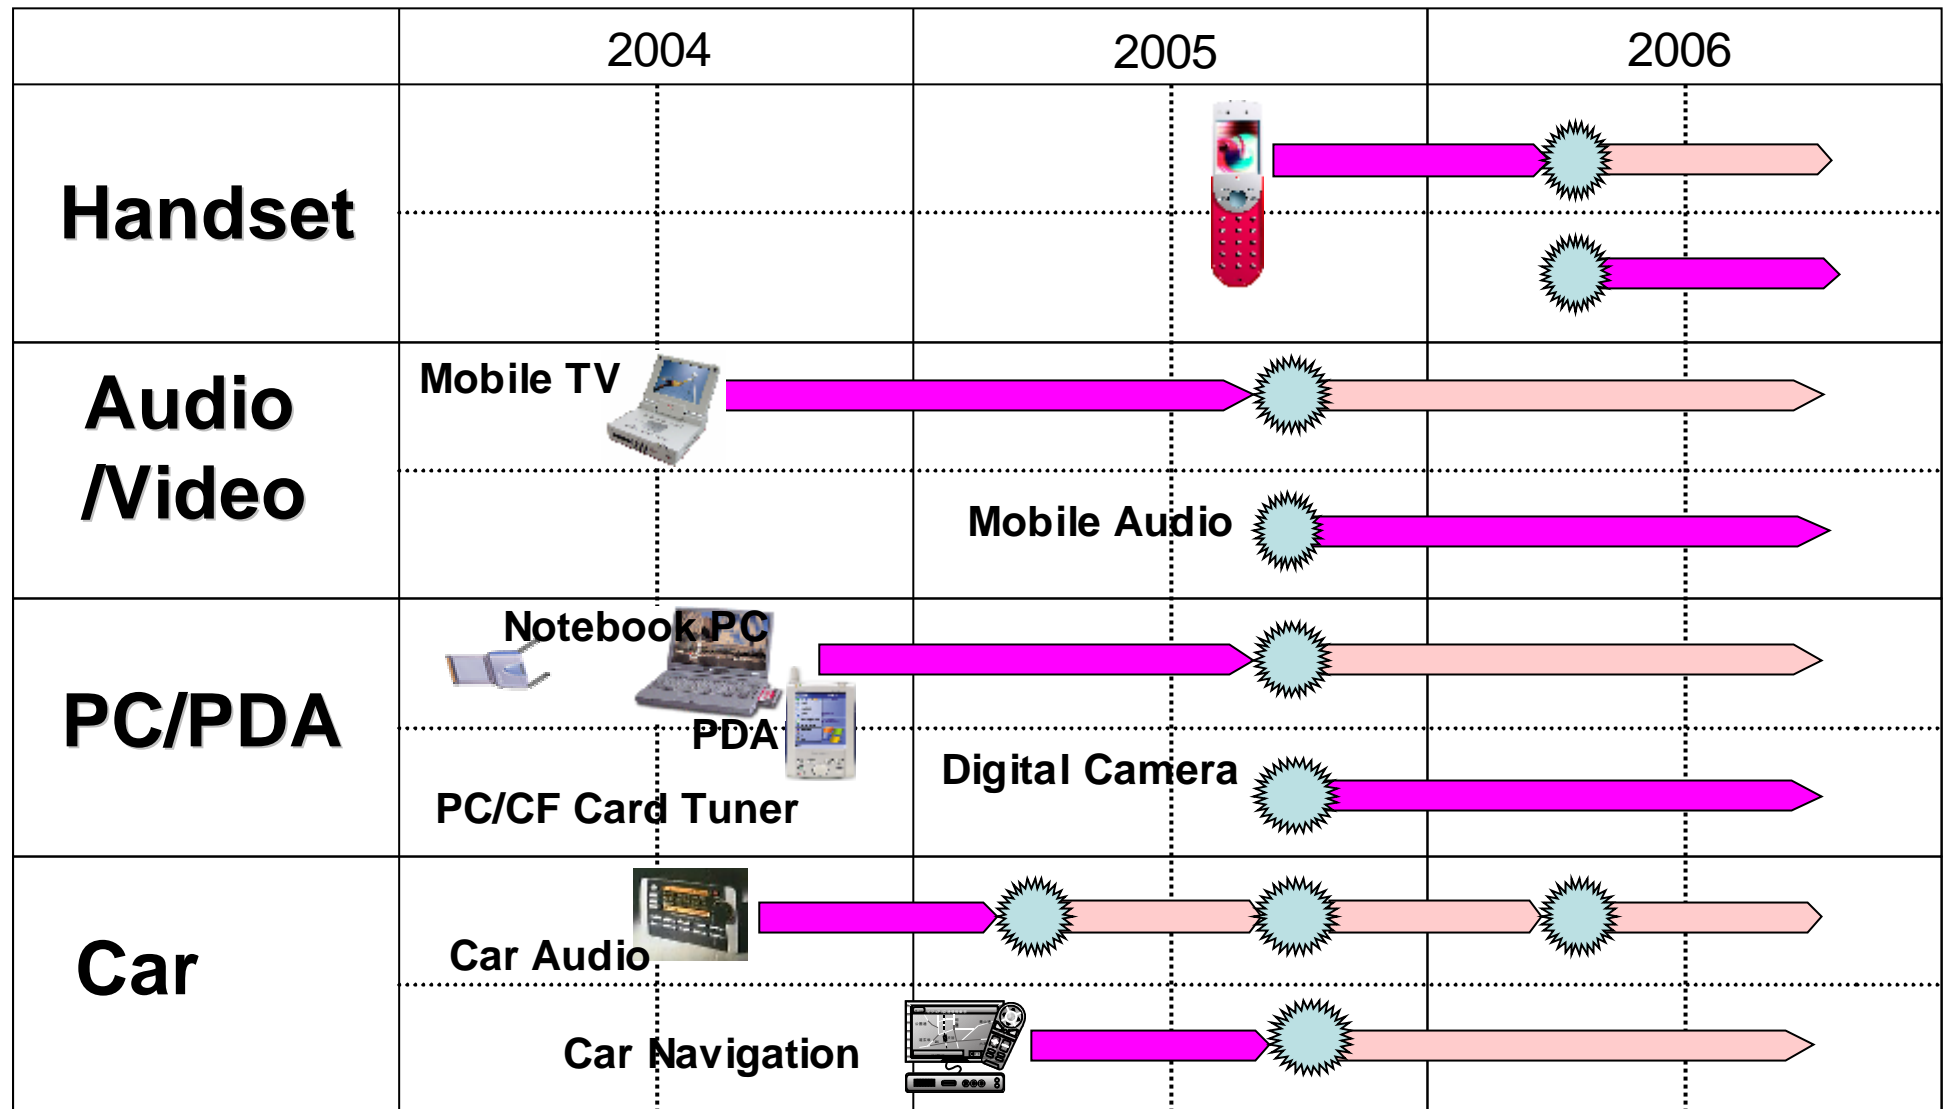 2004
2005
2006
Handset
Audio
/Video
Mobile TV
Mobile Audio
PC/PDA
Notebook PC
PDA
PC/CF Card Tuner
Digital Camera
Car
Car Audio
Car Navigation